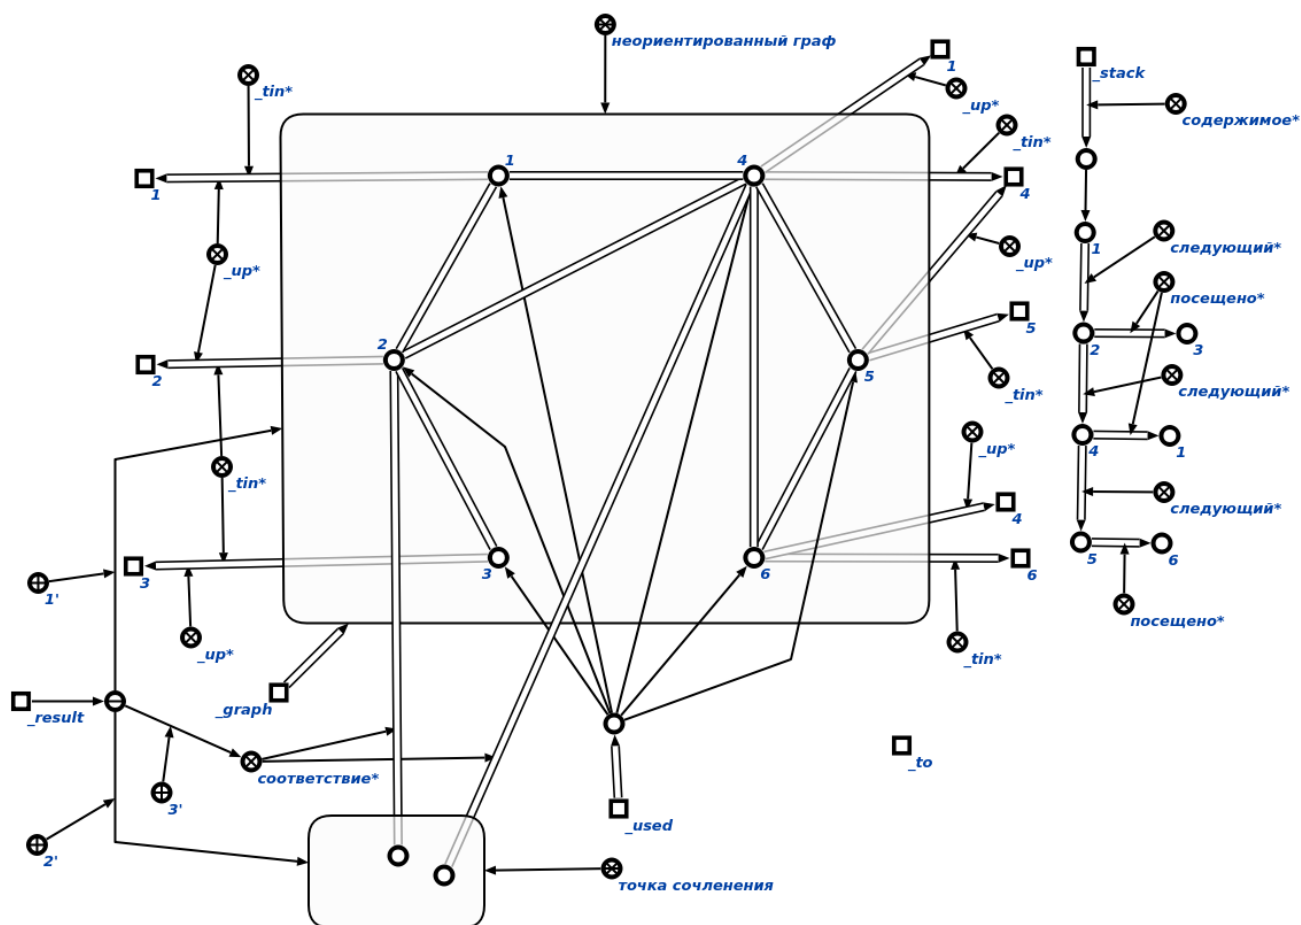 неориентированный граф
_tin*
1
_up*
_stack
содержимое*
_tin*
1
4
1
4
_up*
1
следующий*
_up*
посещено*
5
2
3
2
2
5
следующий*
_tin*
_up*
4
1
_tin*
следующий*
4
3
3
6
6
5
6
1'
посещено*
_up*
_tin*
_graph
_result
_to
соответствие*
3'
_used
2'
точка сочленения